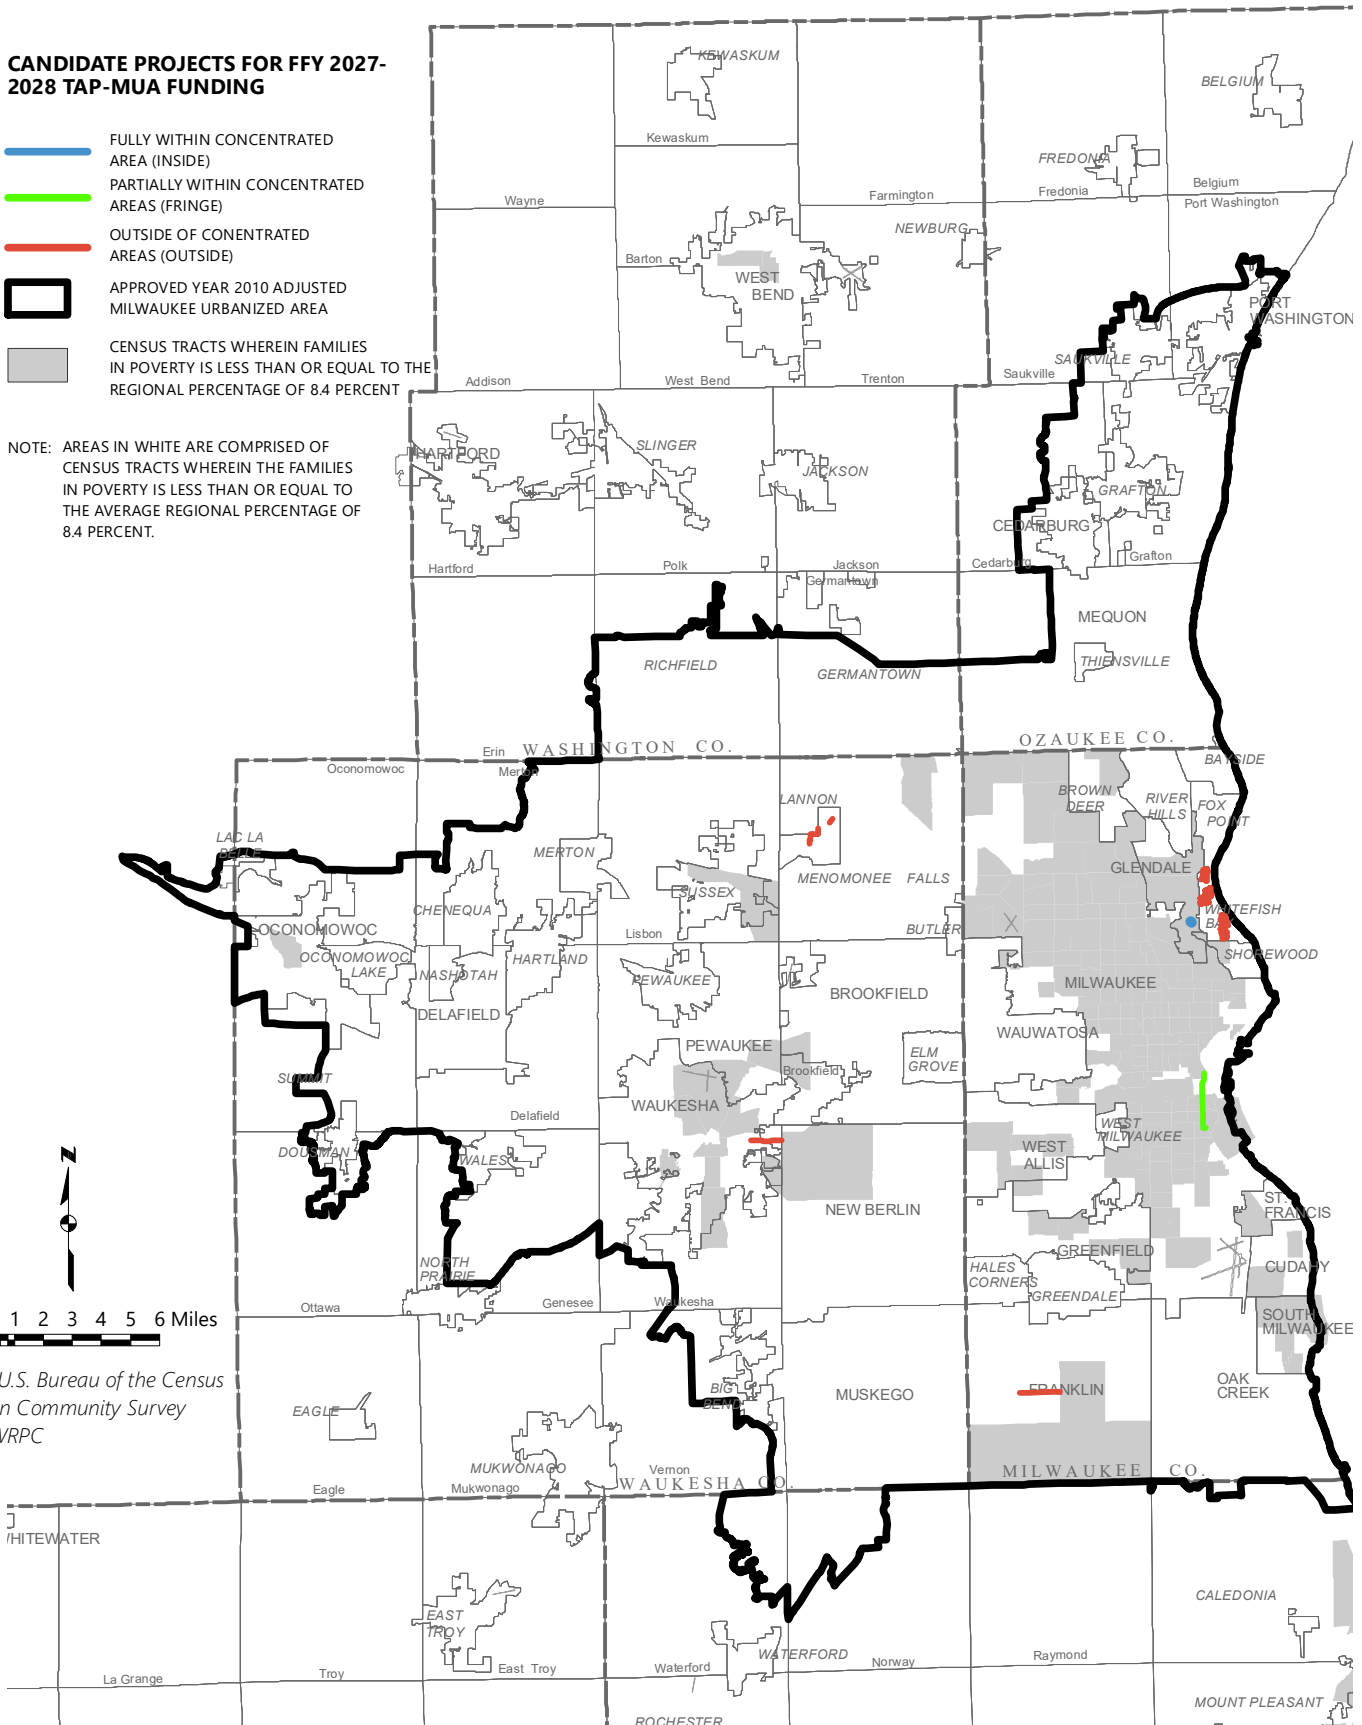 CANDIDATE PROJECTS FOR FFY 2027-
2028 TAP-MUA FUNDING
FULLY WITHIN CONCENTRATED
AREA (INSIDE)
PARTIALLY WITHIN CONCENTRATED
AREAS (FRINGE)
OUTSIDE OF CONENTRATED
AREAS (OUTSIDE)
APPROVED YEAR 2010 ADJUSTED
MILWAUKEE URBANIZED AREA
CENSUS TRACTS WHEREIN FAMILIES
IN POVERTY IS LESS THAN OR EQUAL TO THE
REGIONAL PERCENTAGE OF 8.4 PERCENT
NOTE: AREAS IN WHITE ARE COMPRISED OF
CENSUS TRACTS WHEREIN THE FAMILIES
IN POVERTY IS LESS THAN OR EQUAL TO
THE AVERAGE REGIONAL PERCENTAGE OF
8.4 PERCENT.
KEWASKUM
BELGIUM
Kewaskum
FREDONIA
Wayne
Farmington
Fredonia
Belgium
Port Washington
NEWBURG
Barton
WEST
BEND
PORT
WASHINGTON
SAUKVILLE
Addison
West Bend
Trenton
Saukville
HARTFORD
SLINGER
JACKSON
GRAFTON
CEDARBURG
Hartford
Polk
Jackson
Germantown
Cedarburg
Grafton
MEQUON
RICHFIELD
GERMANTOWN
THIENSVILLE
Erin
WASHINGTON CO.
OZAUKEE CO.
Oconomowoc
Merton
BAYSIDE
LANNON
BROWN
DEER
RIVER
HILLS
FOX
POINT
LAC LA
BELLE
MERTON
MENOMONEE FALLS
GLENDALE
SUSSEX
CHENEQUA
WHITEFISH
BAY
OCONOMOWOC
Lisbon
BUTLER
OCONOMOWOC
LAKE
NASHOTAH
HARTLAND
PEWAUKEE
SHOREWOOD
BROOKFIELD
MILWAUKEE
DELAFIELD
WAUWATOSA
PEWAUKEE
ELM
GROVE
Brookfield
SUMMIT
WAUKESHA
Delafield
WEST
MILWAUKEE
DOUSMAN
WALES
WEST
ALLIS
NEW BERLIN
ST.
FRANCIS
NORTH
PRAIRIE
GREENFIELD
HALES
CORNERS
CUDAHY
GREENDALE
Ottawa
Genesee
Waukesha
SOUTH
MILWAUKEE
N
1 2 3 4 5 6 Miles
U.S. Bureau of the Census
n Community Survey
WRPC
BIG
BEND
MUSKEGO
FRANKLIN
OAK
CREEK
EAGLE
MUKWONAGO
Vernon
WAUKESHA CO.
MILWAUKEE CO.
Eagle
Mukwonago
WHITEWATER
CALEDONIA
EAST
TROY
WATERFORD
La Grange
Troy
East Troy
Waterford
Norway
Raymond
MOUNT PLEASANT
ROCHESTER